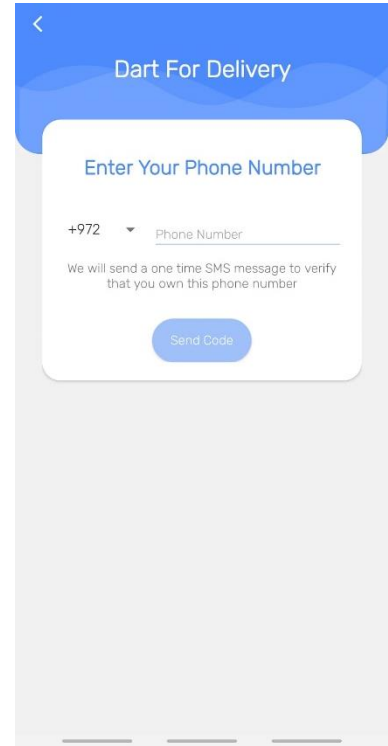 Dart For Delivery
Enter Your Phone Number
+972
Phone Number
We will send a one time SMS message to verify
that you own this phone number
Send Code